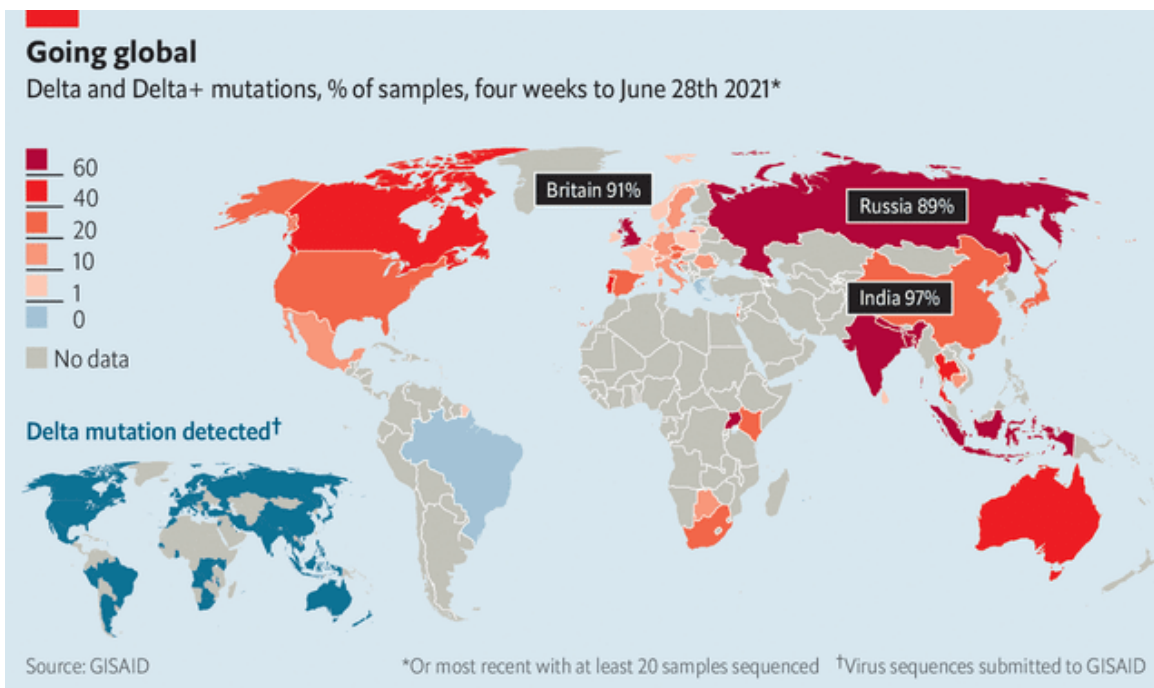 Going global
Delta and Delta+ mutations, % of samples, four weeks to June 28th 2021*
60
40
20
10
1
0
No data
Britain 91%
Russia 89%
India 97%
Delta mutation detected†
Source: GISAID
*Or most recent with at least 20 samples sequenced †Virus sequences submitted to GISAID